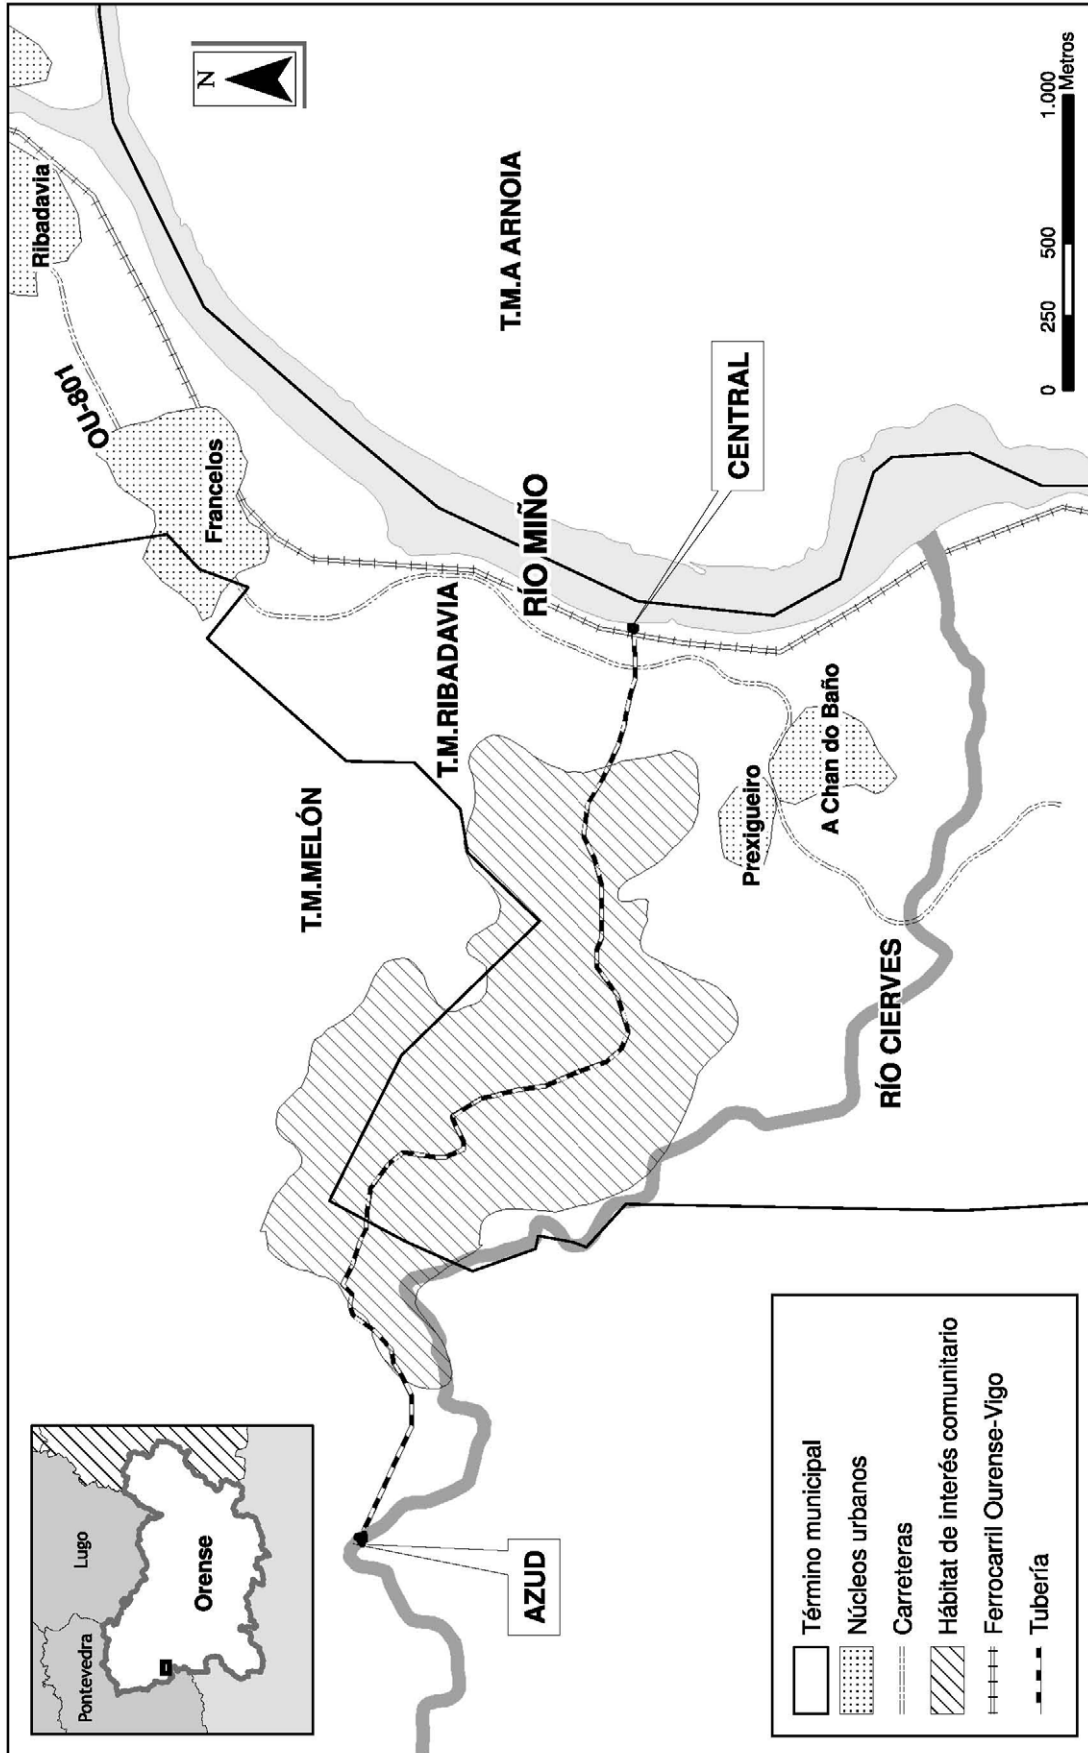 Pontevedra
Lugo
Orense
N
Ribadavia
OU-801
Francelos
T.M.MELÓN
T.M.RIBADAVIA
T.M.A ARNOIA
RÍO MIÑO
AZUD
CENTRAL
Prexigueiro
A Chan do Baño
RÍO CIERVES
Término municipal
Núcleos urbanos
Carreteras
Hábitat de interés comunitario
Ferrocarril Ourense-Vigo
Tubería
0 250 500 1.000
Metros